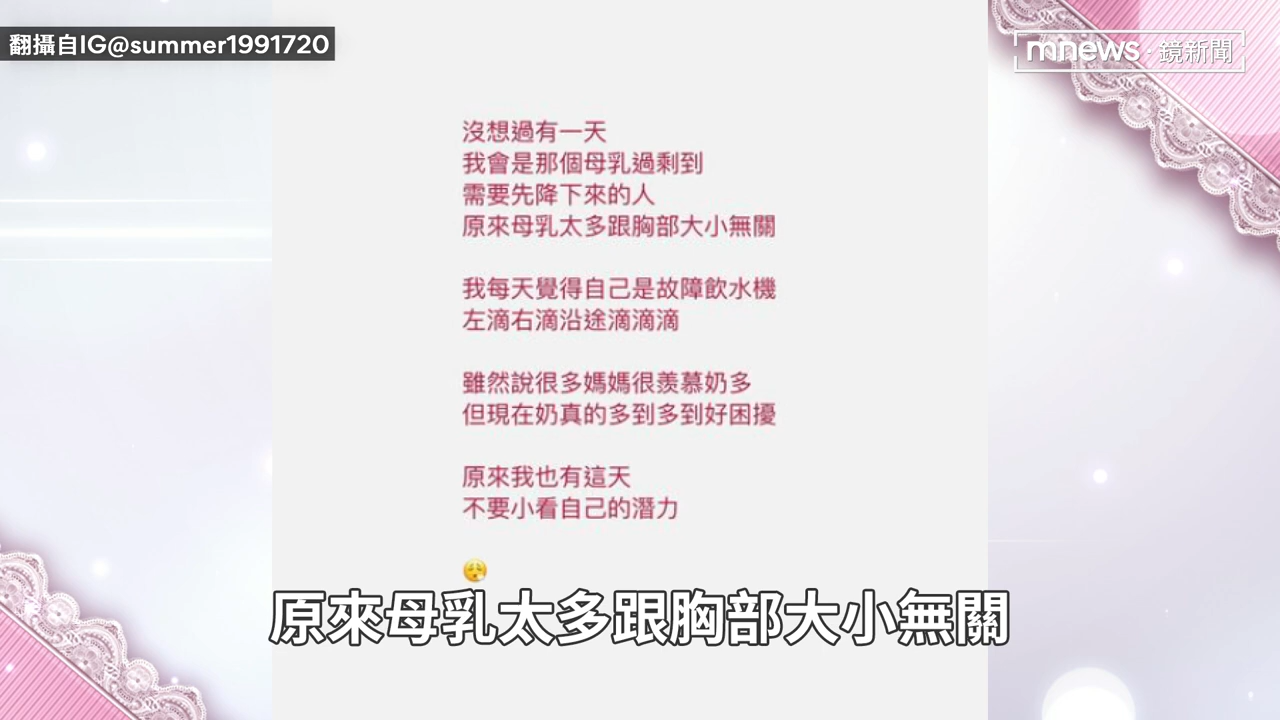 翻攝自IG@summer1991720
mnews·鏡新聞
沒想過有一天
我會是那個母乳過剩到
需要先降下來的人
原來母乳太多跟胸部大小無關
我每天覺得自己是故障飲水機
左滴右滴沿途滴滴滴
雖然說很多媽媽很羨慕奶多
但現在奶真的多到多到好困擾
原來我也有這天
不要小看自己的潛力
😮‍💨
原來母乳太多跟胸部大小無關